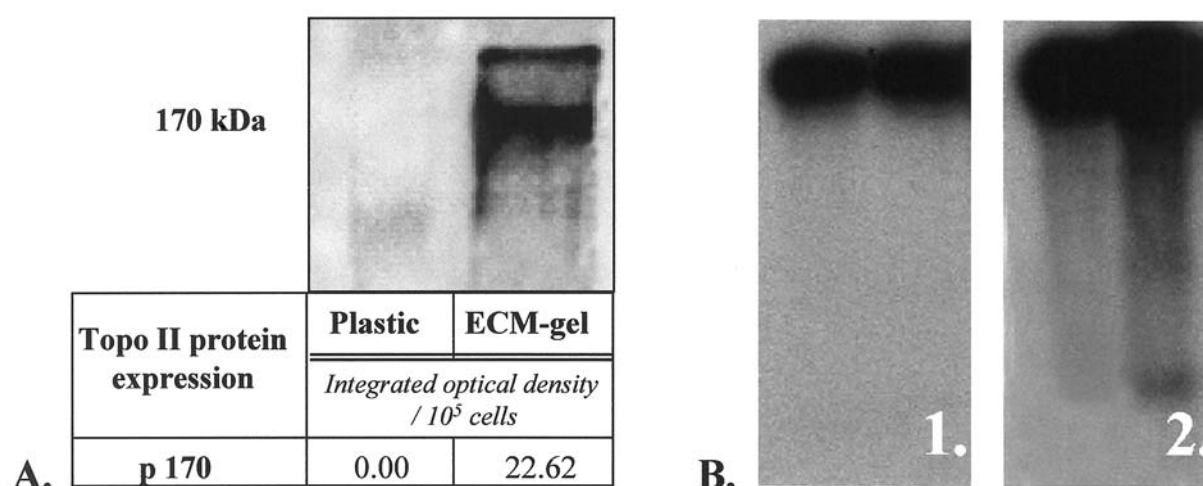 170 kDa
Topo II protein expression
Plastic
ECM-gel
Integrated optical density
/ 10⁵ cells
p 170
0.00
22.62
A.
B.
1.
2.